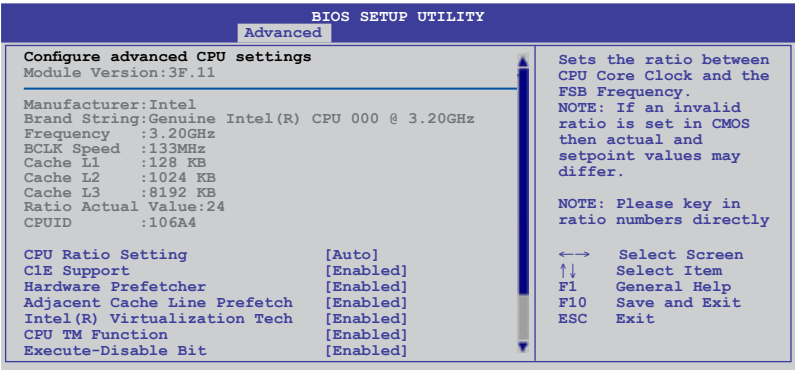 BIOS SETUP UTILITY
Advanced
Configure advanced CPU settings
Module Version:3F.11
Manufacturer:Intel
Brand String:Genuine Intel(R) CPU 000 @ 3.20GHz
Frequency :3.20GHz
BCLK Speed :133MHz
Cache L1 :128 KB
Cache L2 :1024 KB
Cache L3 :8192 KB
Ratio Actual Value:24
CPUID :106A4
CPU Ratio Setting [Auto]
C1E Support [Enabled]
Hardware Prefetcher [Enabled]
Adjacent Cache Line Prefetch [Enabled]
Intel(R) Virtualization Tech [Enabled]
CPU TM Function [Enabled]
Execute-Disable Bit [Enabled]
Sets the ratio between
CPU Core Clock and the
FSB Frequency.
NOTE: If an invalid
ratio is set in CMOS
then actual and
setpoint values may
differ.
NOTE: Please key in
ratio numbers directly
←→ Select Screen
↑↓ Select Item
F1 General Help
F10 Save and Exit
ESC Exit